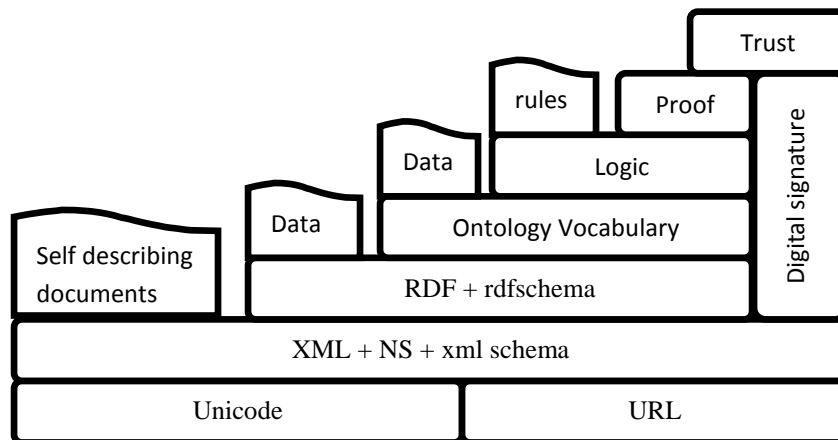 Trust
rules
Proof
Data
Logic
Digital signature
Data
Ontology Vocabulary
Self describing
documents
RDF + rdfschema
XML + NS + xml schema
Unicode
URL